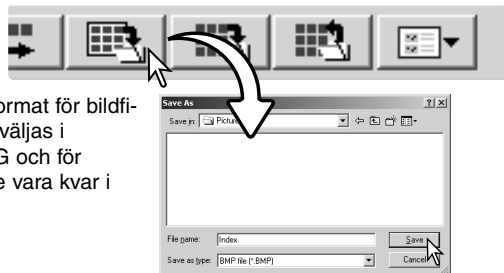 ormat för bildfi-
väljas i
G och för
e vara kvar i
Save As
Save in:
File name: Index Save
Save as type: BMP file (*.BMP) Cancel